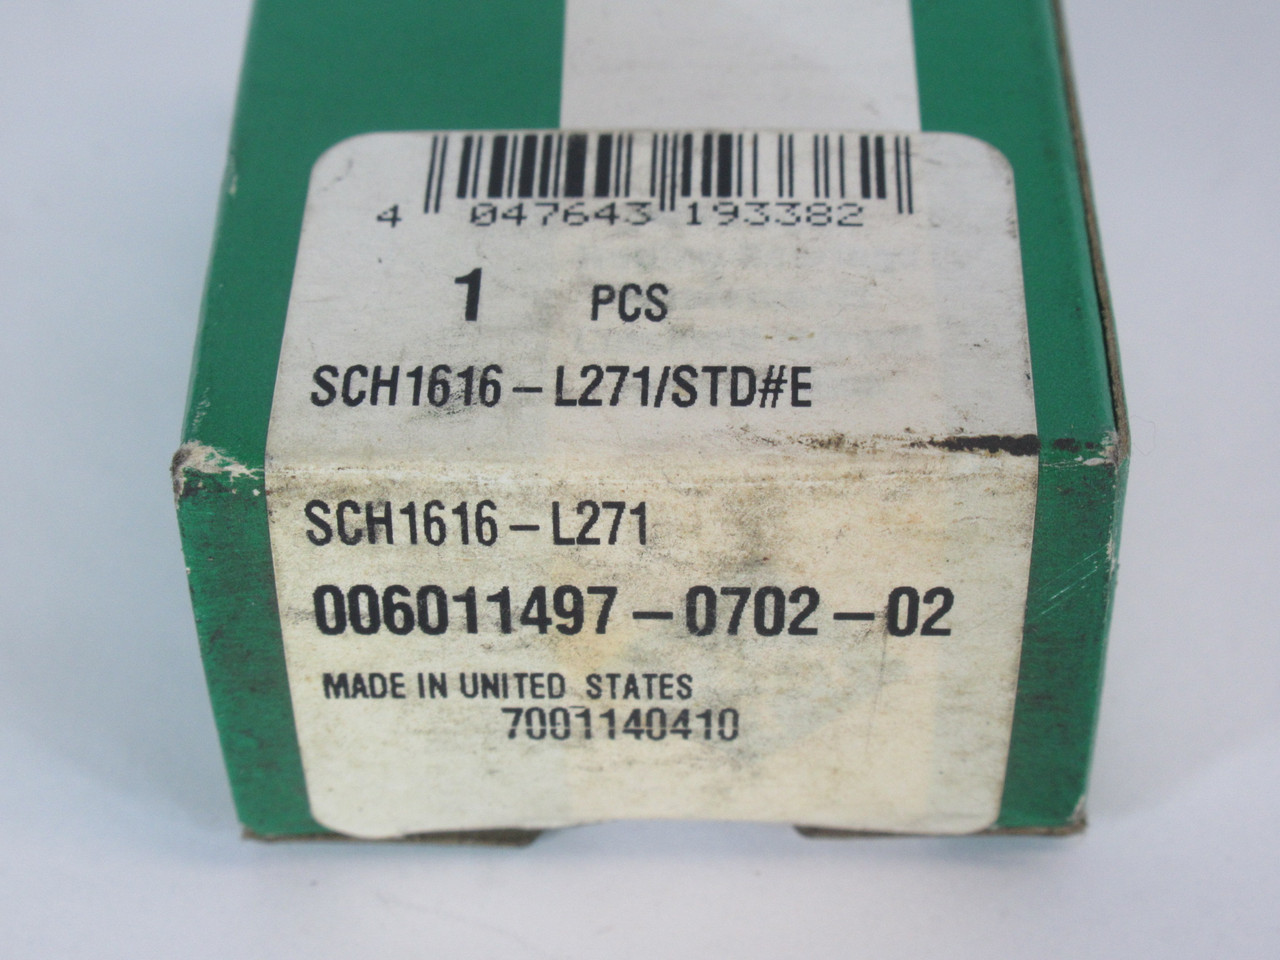 4 047643 193382
1 PCS
SCH1616-L271/STD#E
SCH1616-L271
006011497-0702-02
MADE IN UNITED STATES
7001140410